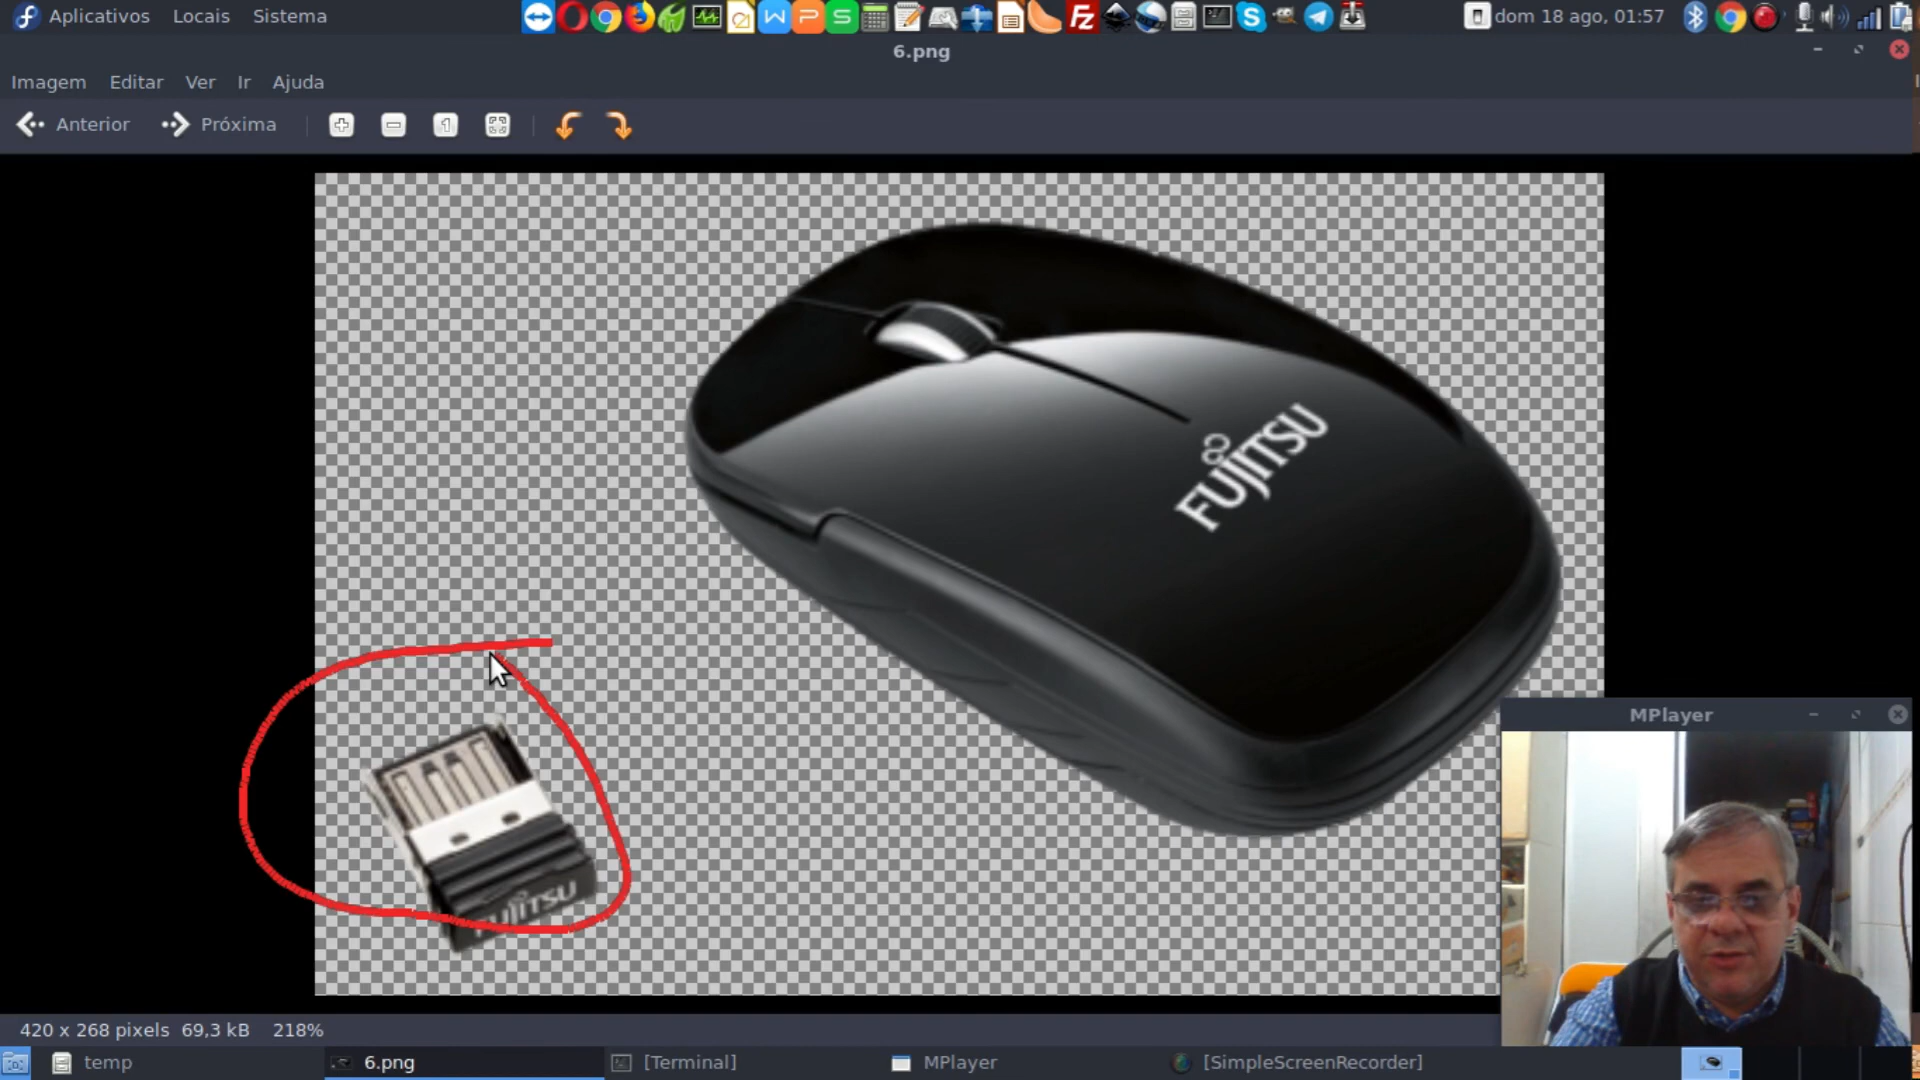 Aplicativos Locais Sistema dom 18 ago, 01:57
6.png
Imagem Editar Ver Ir Ajuda
Anterior Próxima
FUJITSU
FUJITSU
MPlayer
420 x 268 pixels 69,3 kB 218%
temp 6.png [Terminal] MPlayer [SimpleScreenRecorder]